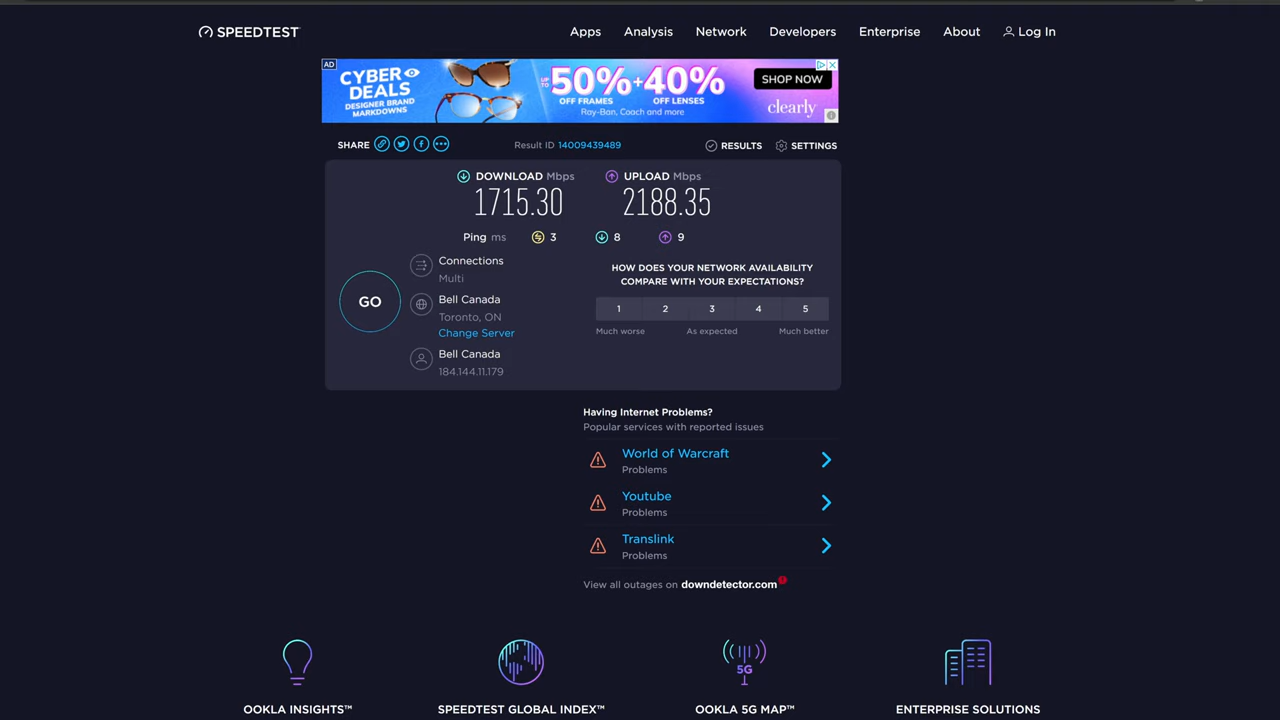 SPEEDTEST
Apps Analysis Network Developers Enterprise About Log In
AD
CYBER DEALS
DESIGNER BRAND MARKDOWNS
UP TO 50% OFF FRAMES + 40% OFF LENSES
Ray-Ban, Coach and more
SHOP NOW
clearly
SHARE
Result ID 14009439489
RESULTS SETTINGS
DOWNLOAD Mbps
1715.30
UPLOAD Mbps
2188.35
Ping ms 3 8 9
GO
Connections
Multi
Bell Canada
Toronto, ON
Change Server
Bell Canada
184.144.11.179
HOW DOES YOUR NETWORK AVAILABILITY
COMPARE WITH YOUR EXPECTATIONS?
1 2 3 4 5
Much worse As expected Much better
Having Internet Problems?
Popular services with reported issues
World of Warcraft
Problems
Youtube
Problems
Translink
Problems
View all outages on downdetector.com
5G
OOKLA INSIGHTS™ SPEEDTEST GLOBAL INDEX™ OOKLA 5G MAP™ ENTERPRISE SOLUTIONS